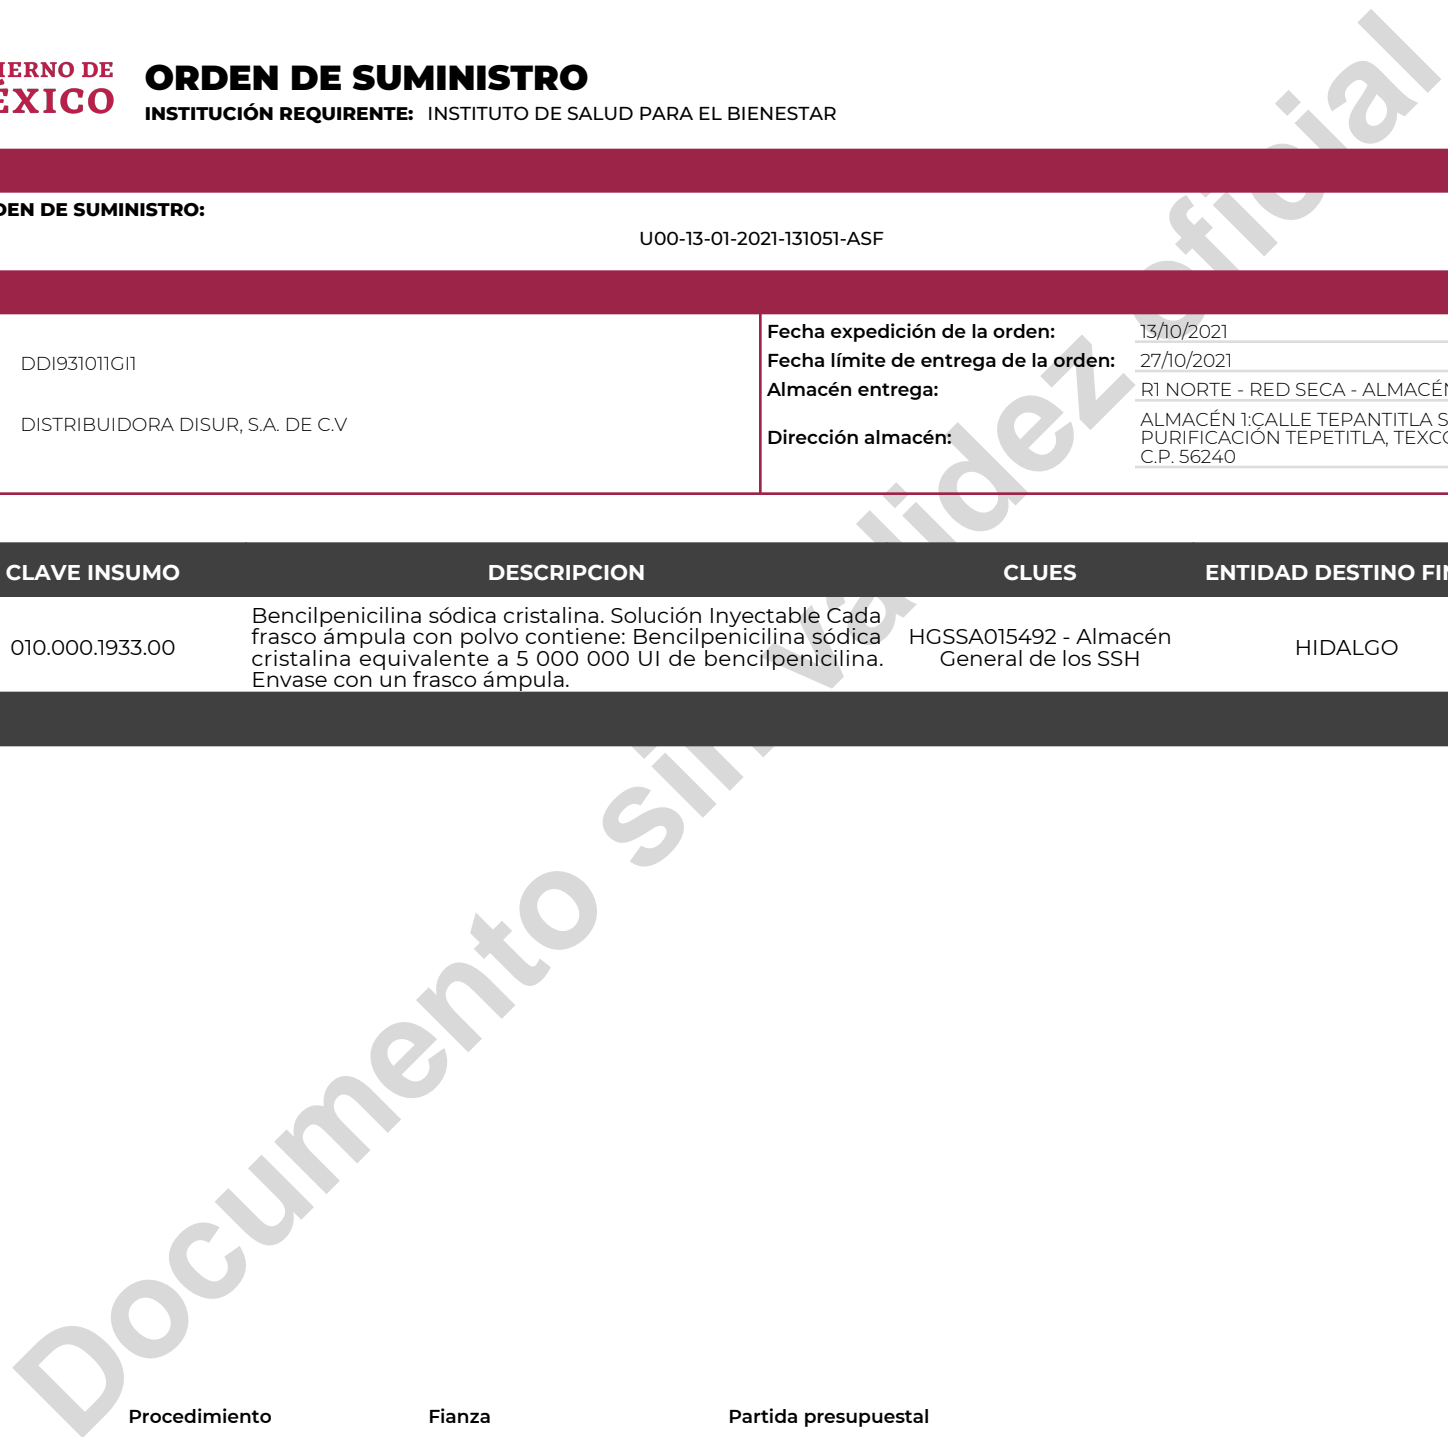 IERNO DE
ÉXICO
ORDEN DE SUMINISTRO
INSTITUCIÓN REQUIRENTE: INSTITUTO DE SALUD PARA EL BIENESTAR
DEN DE SUMINISTRO:
U00-13-01-2021-131051-ASF
DDI931011GI1
DISTRIBUIDORA DISUR, S.A. DE C.V
Fecha expedición de la orden: 13/10/2021
Fecha límite de entrega de la orden: 27/10/2021
Almacén entrega: R1 NORTE - RED SECA - ALMACÉN
Dirección almacén:
ALMACÉN 1:CALLE TEPANTITLA S
PURIFICACIÓN TEPETITLA, TEXCO
C.P. 56240
CLAVE INSUMO DESCRIPCION CLUES ENTIDAD DESTINO FIN
010.000.1933.00
Bencilpenicilina sódica cristalina. Solución Inyectable Cada
frasco ámpula con polvo contiene: Bencilpenicilina sódica
cristalina equivalente a 5 000 000 UI de bencilpenicilina.
Envase con un frasco ámpula.
HGSSA015492 - Almacén
General de los SSH
HIDALGO
Documento sin validez oficial
Procedimiento Fianza Partida presupuestal